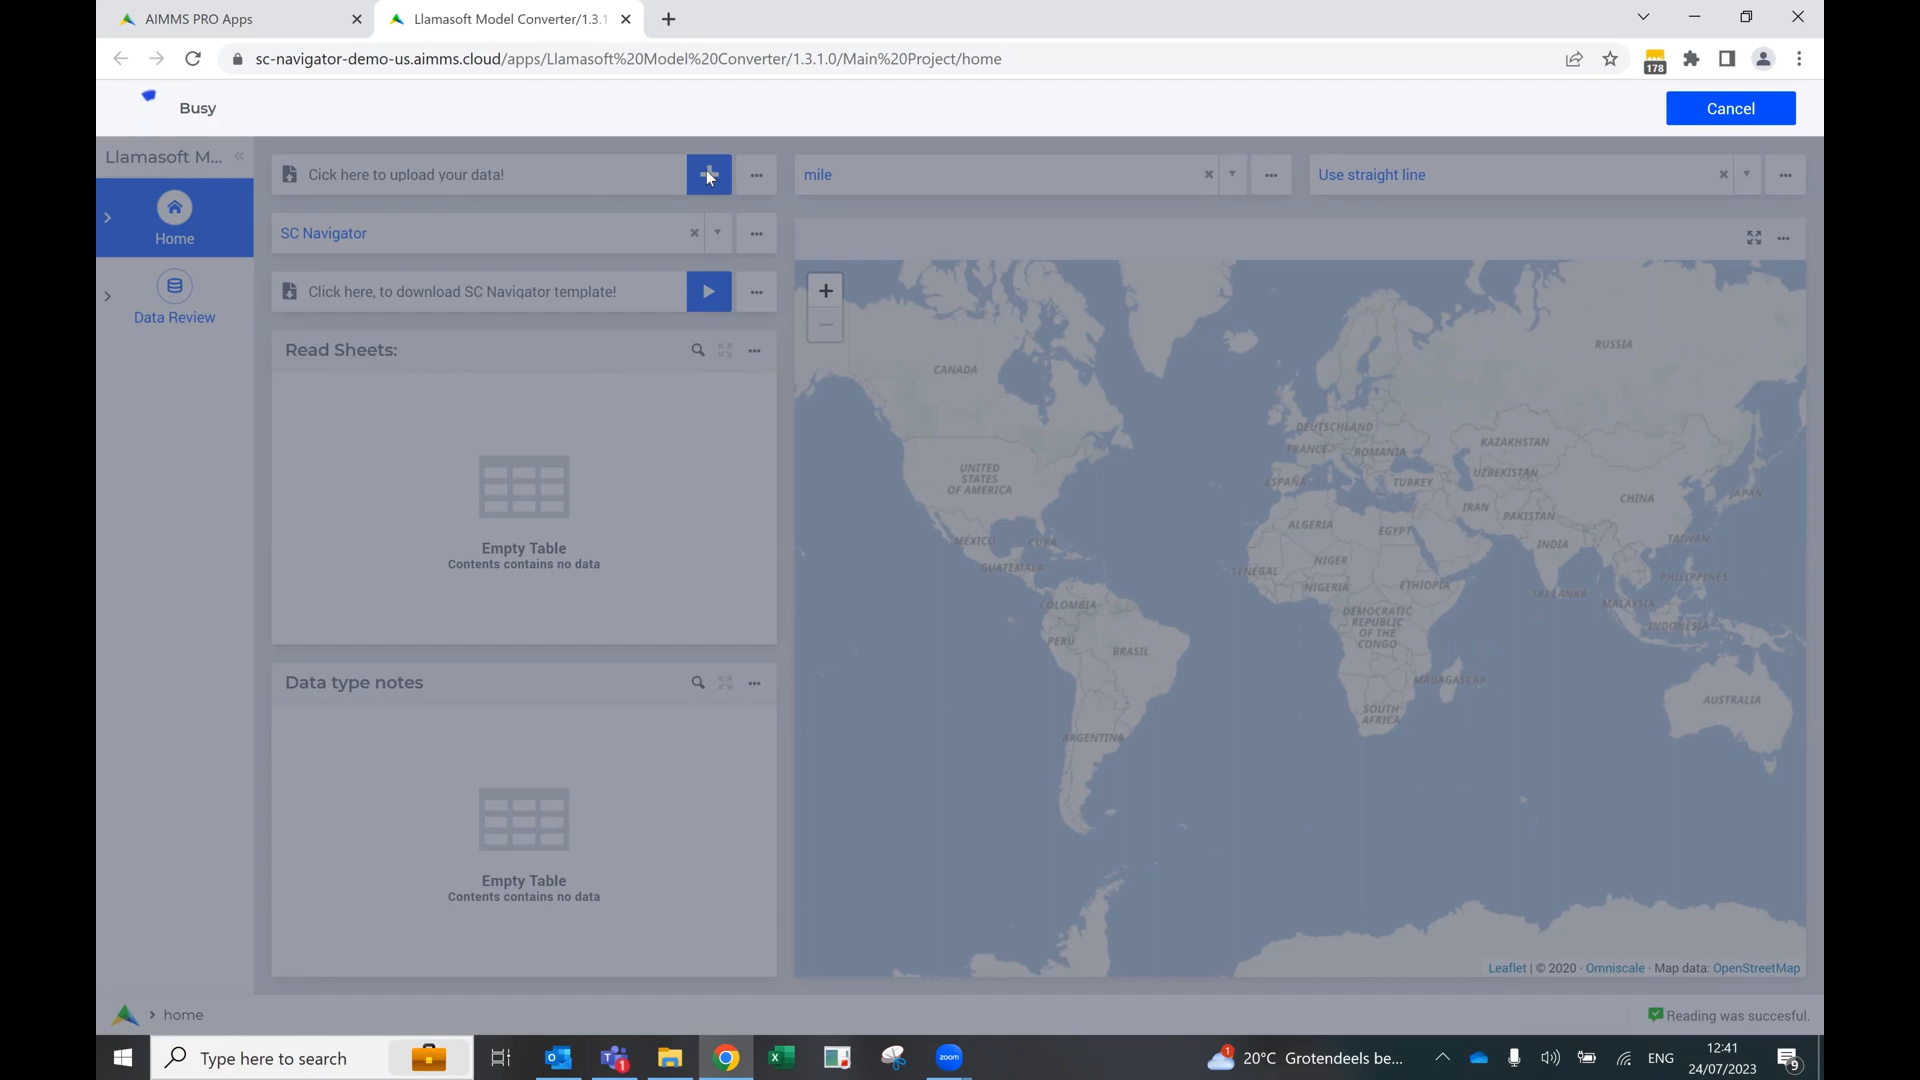 AIMMS PRO Apps
Llamasoft Model Converter/1.3.1
sc-navigator-demo-us.aimms.cloud/apps/Llamasoft%20Model%20Converter/1.3.1.0/Main%20Project/home
178
Busy
Cancel
Llamasoft M...
Cick here to upload your data!
mile
Use straight line
Home
SC Navigator
Click here, to download SC Navigator template!
Data Review
Read Sheets:
Empty Table
Contents contains no data
Data type notes
Empty Table
Contents contains no data
RUSSIA
CANADA
DEUTSCHLAND
FRANCE
ROMANIA
KAZAKHSTAN
UNITED
STATES
OF AMERICA
UZBEKISTAN
ESPAÑA
TURKEY
CHINA
JAPAN
IRAN
PAKISTAN
ALGERIA
EGYPT
MÉXICO
CUBA
INDIA
TAIWAN
GUATEMALA
NIGER
SENEGAL
NIGERIA
ETHIOPIA
PHILIPPINES
SRI LANKA
MALAYSIA
COLOMBIA
DEMOCRATIC
REPUBLIC
OF THE
CONGO
INDONESIA
PERÚ
BRASIL
MADAGASCAR
AUSTRALIA
SOUTH
AFRICA
ARGENTINA
Leaflet | © 2020 · Omniscale · Map data: OpenStreetMap
home
Reading was succesful.
Type here to search
1
zoom
1
20°C Grotendeels be...
ENG
12:41
24/07/2023
9